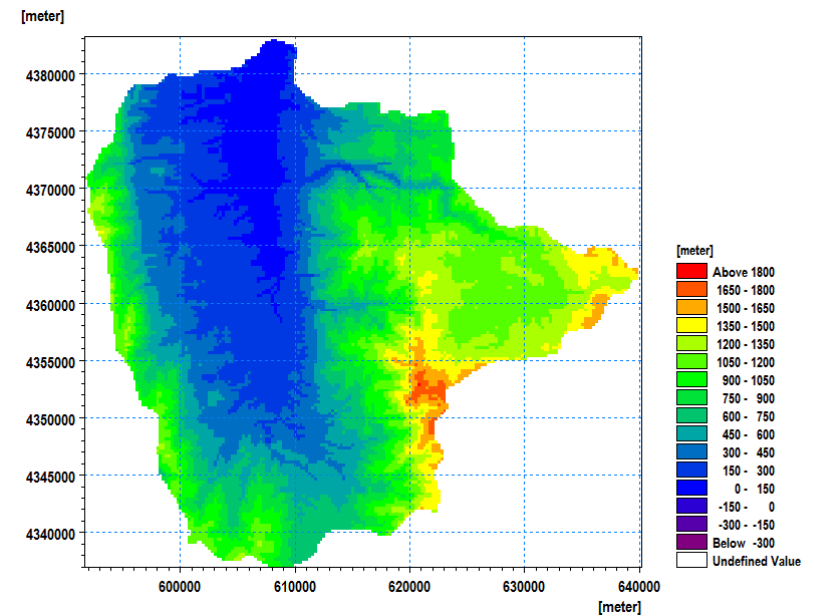 [meter]
4380000
4375000
4370000
4365000
4360000
4355000
4350000
4345000
4340000
600000 610000 620000 630000 640000
[meter]
[meter]
Above 1800
1650 - 1800
1500 - 1650
1350 - 1500
1200 - 1350
1050 - 1200
900 - 1050
750 - 900
600 - 750
450 - 600
300 - 450
150 - 300
0 - 150
-150 - 0
-300 - -150
Below -300
Undefined Value